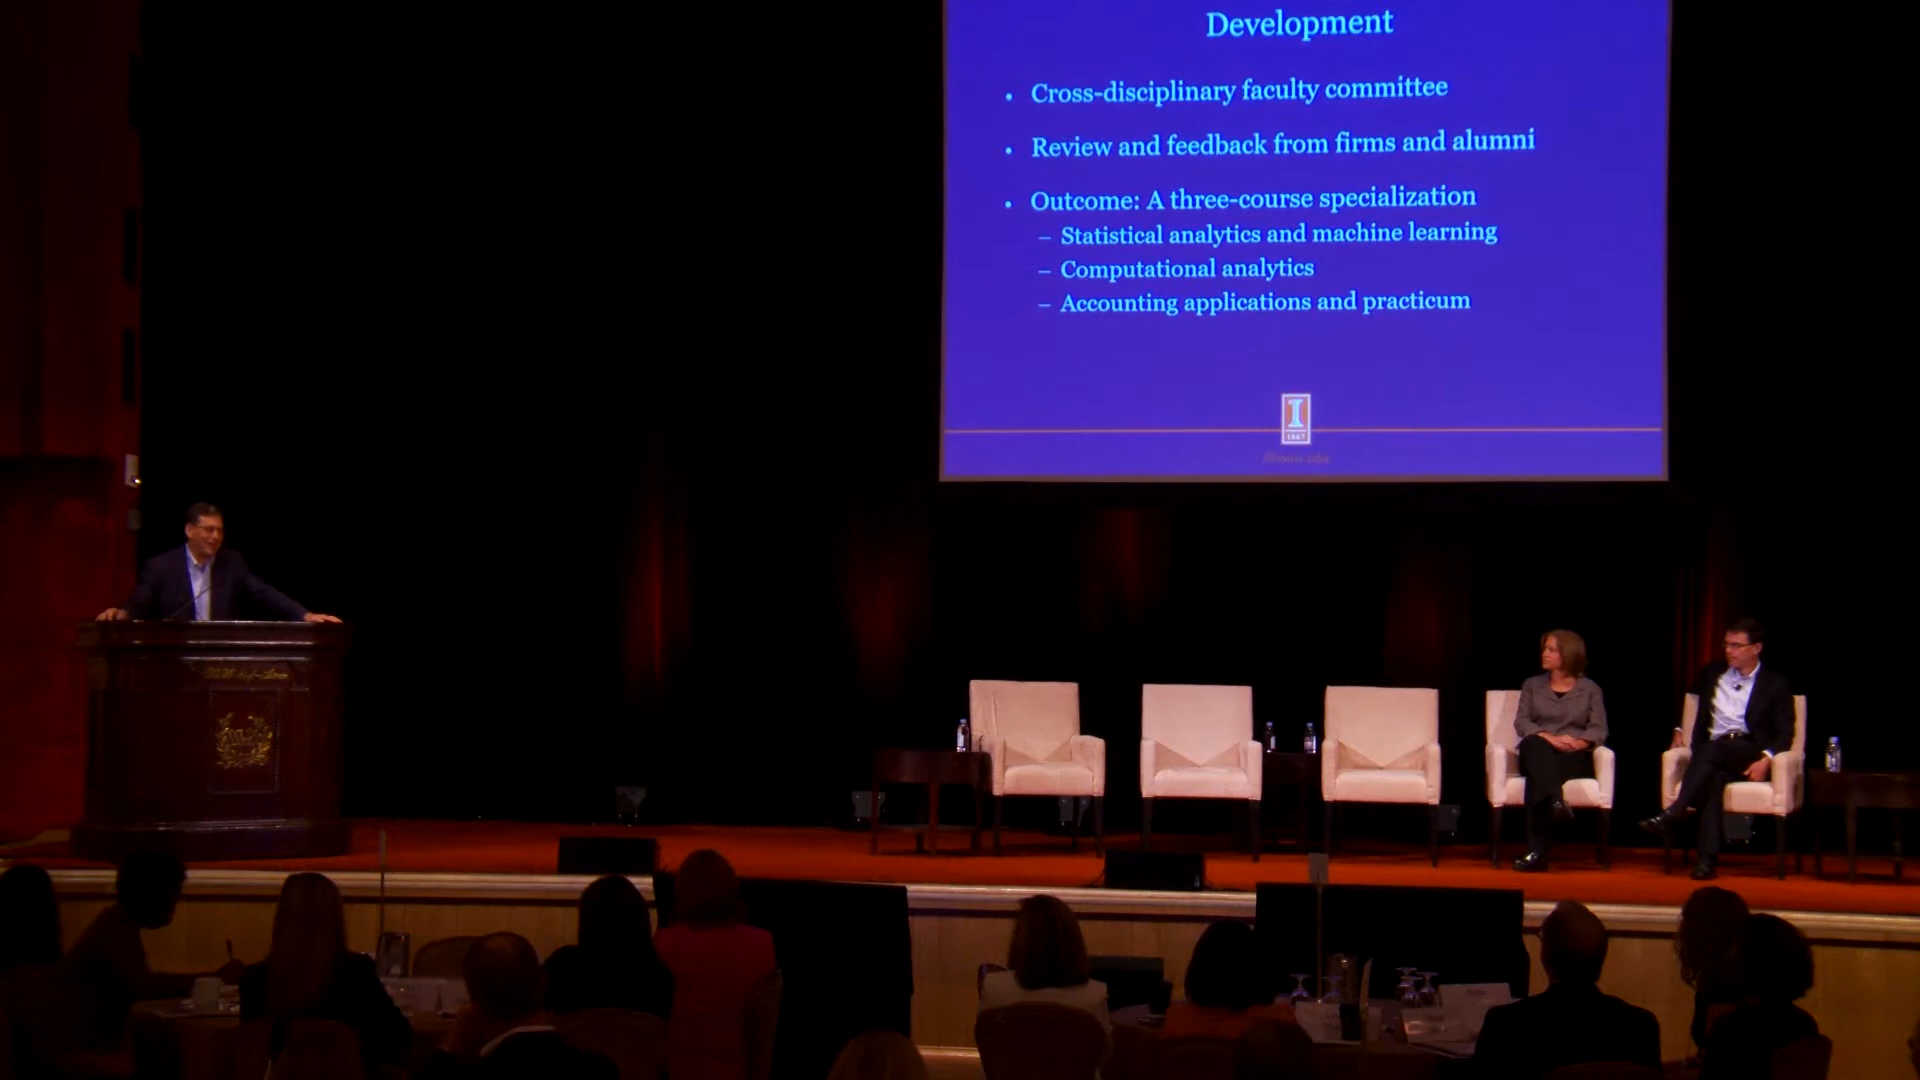 Development
• Cross-disciplinary faculty committee
• Review and feedback from firms and alumni
• Outcome: A three-course specialization
– Statistical analytics and machine learning
– Computational analytics
– Accounting applications and practicum
I
1867